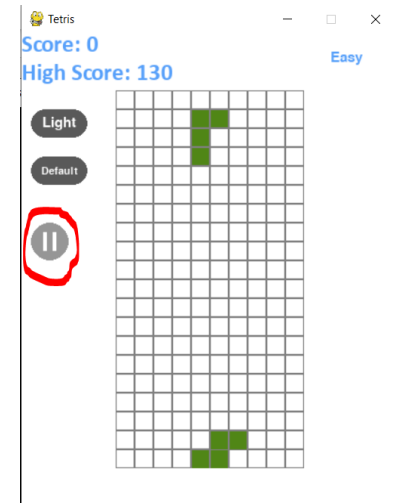 Tetris
Score: 0
Easy
High Score: 130
Light
Default